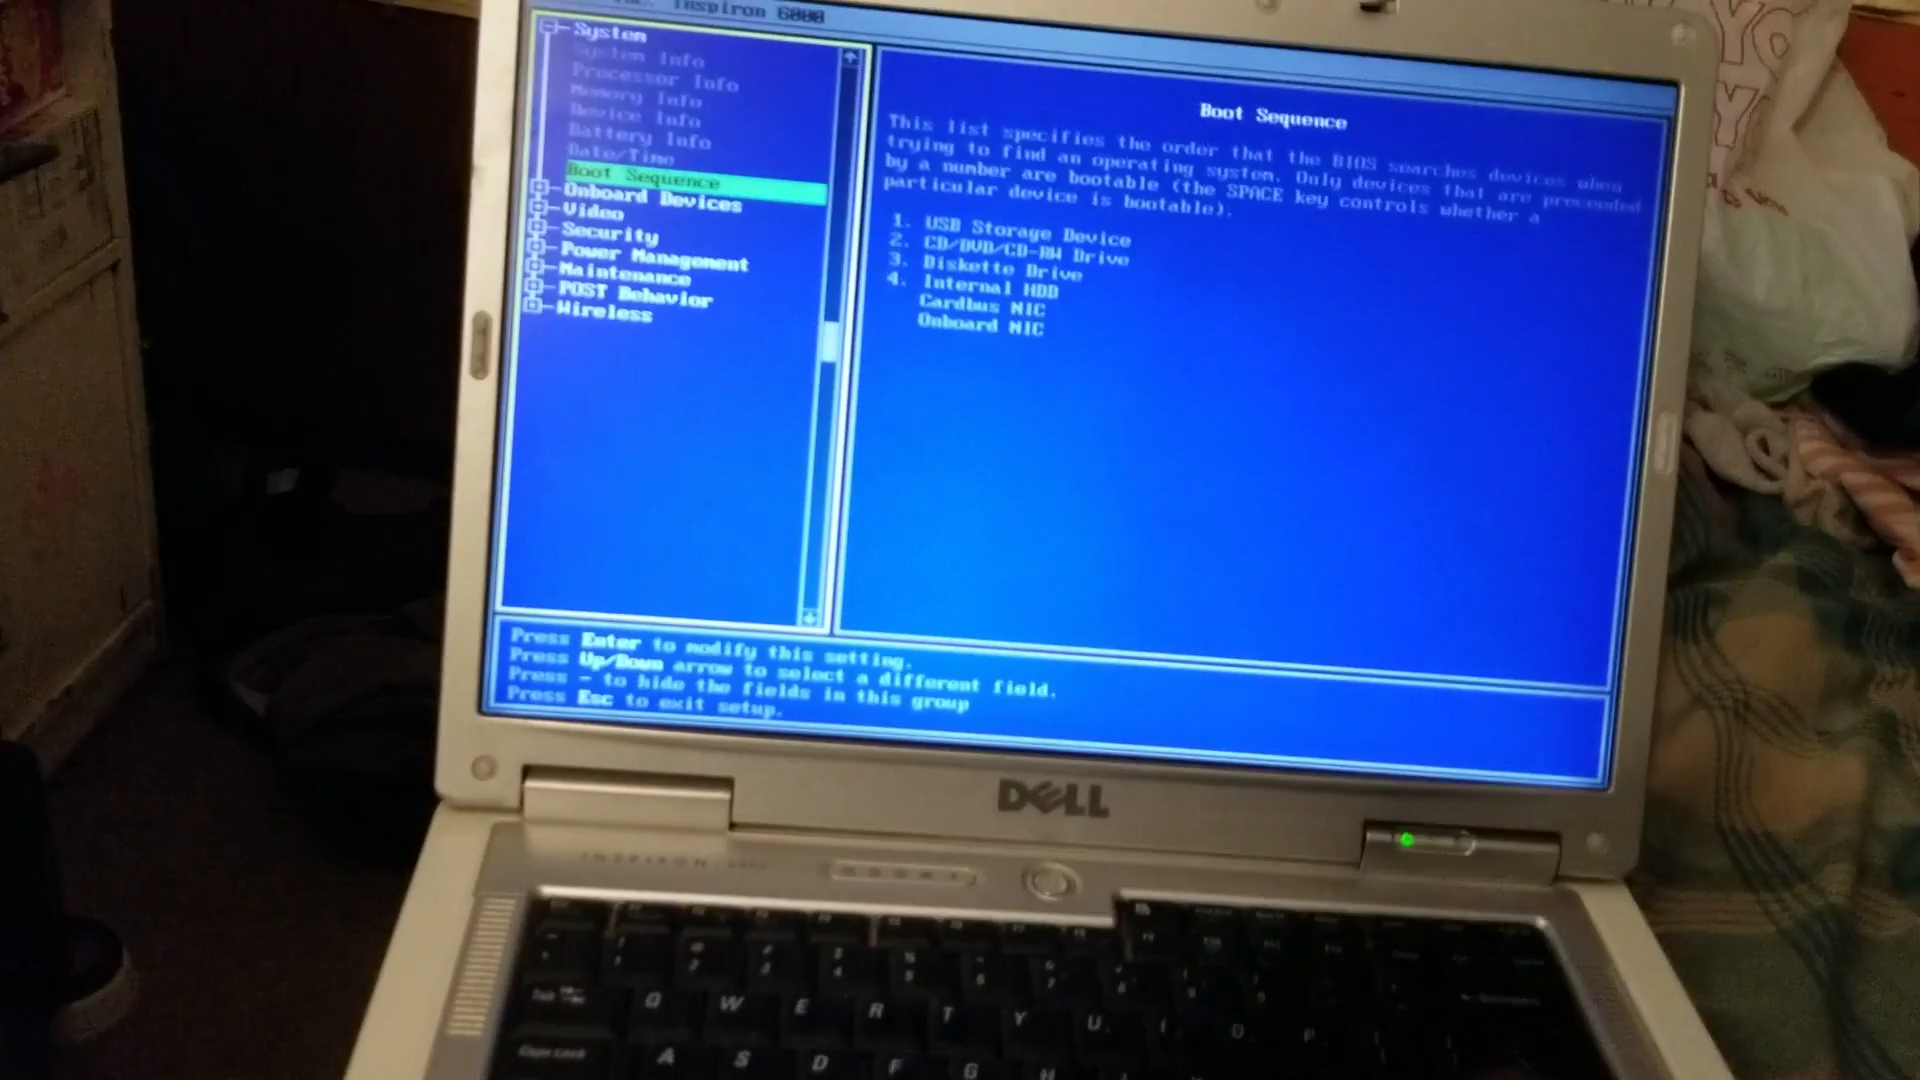 Inspiron 6000
System
System Info
Processor Info
Memory Info
Device Info
Battery Info
Date/Time
Boot Sequence
Onboard Devices
Video
Security
Power Management
Maintenance
POST Behavior
Wireless
Boot Sequence
This list specifies the order that the BIOS searches devices when
trying to find an operating system. Only devices that are preceeded
by a number are bootable (the SPACE key controls whether a
particular device is bootable).
1. USB Storage Device
2. CD/DVD/CD-RW Drive
3. Diskette Drive
4. Internal HDD
Cardbus NIC
Onboard NIC
Press Enter to modify this setting.
Press Up/Down arrow to select a different field.
Press - to hide the fields in this group
Press Esc to exit setup.
DELL
INSPIRON
Tab Q W E R T Y U I O P
Caps Lock A S D F G H